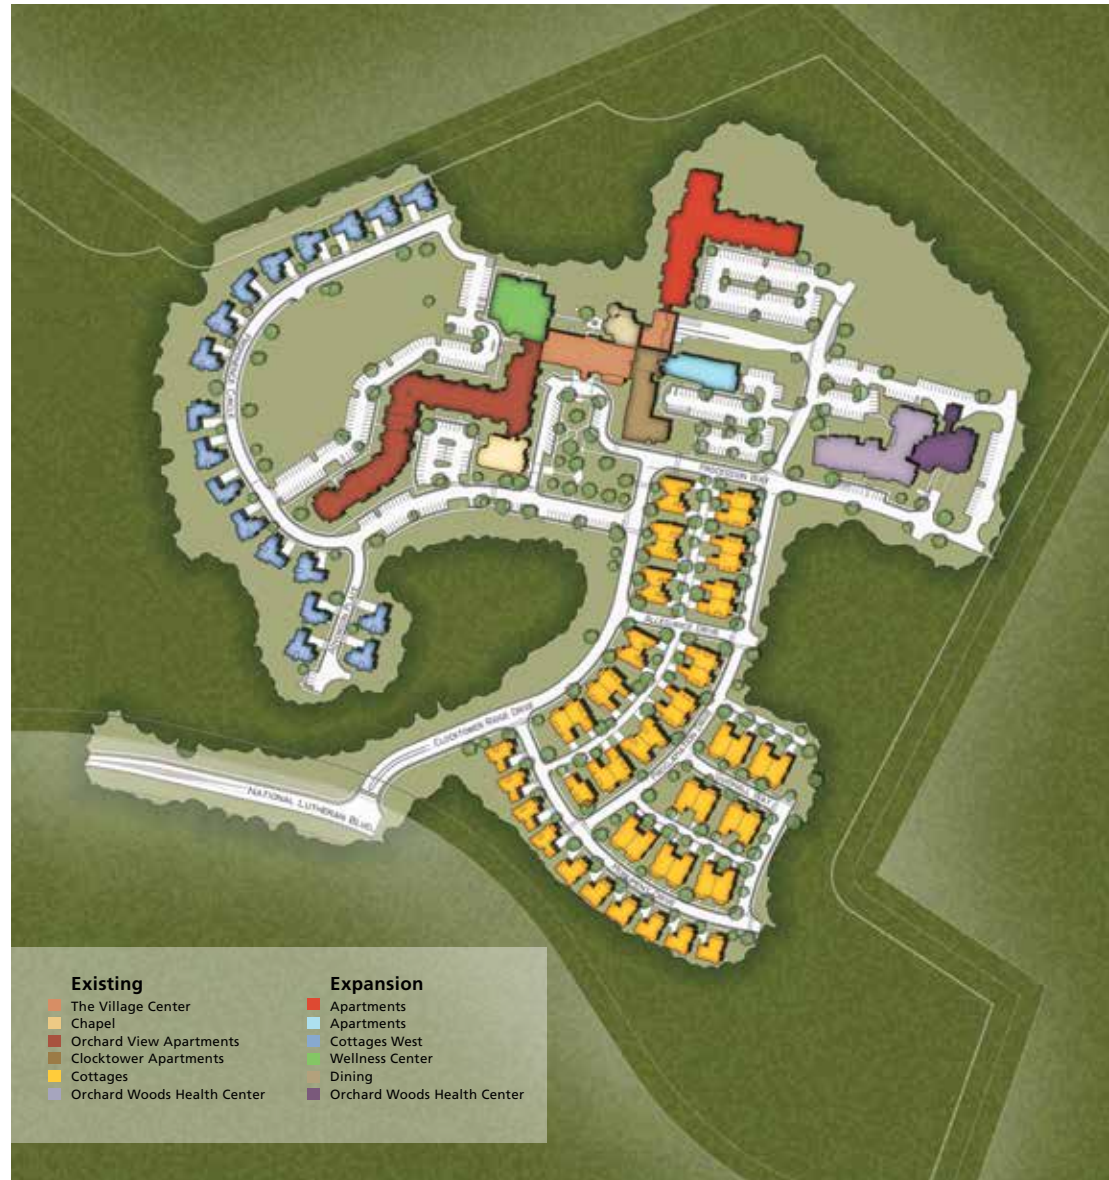 PROCESSION WAY
CLOCKTOWER RIDGE DRIVE
NATIONAL LUTHERAN BLVD.
Existing
The Village Center
Chapel
Orchard View Apartments
Clocktower Apartments
Cottages
Orchard Woods Health Center
Expansion
Apartments
Apartments
Cottages West
Wellness Center
Dining
Orchard Woods Health Center